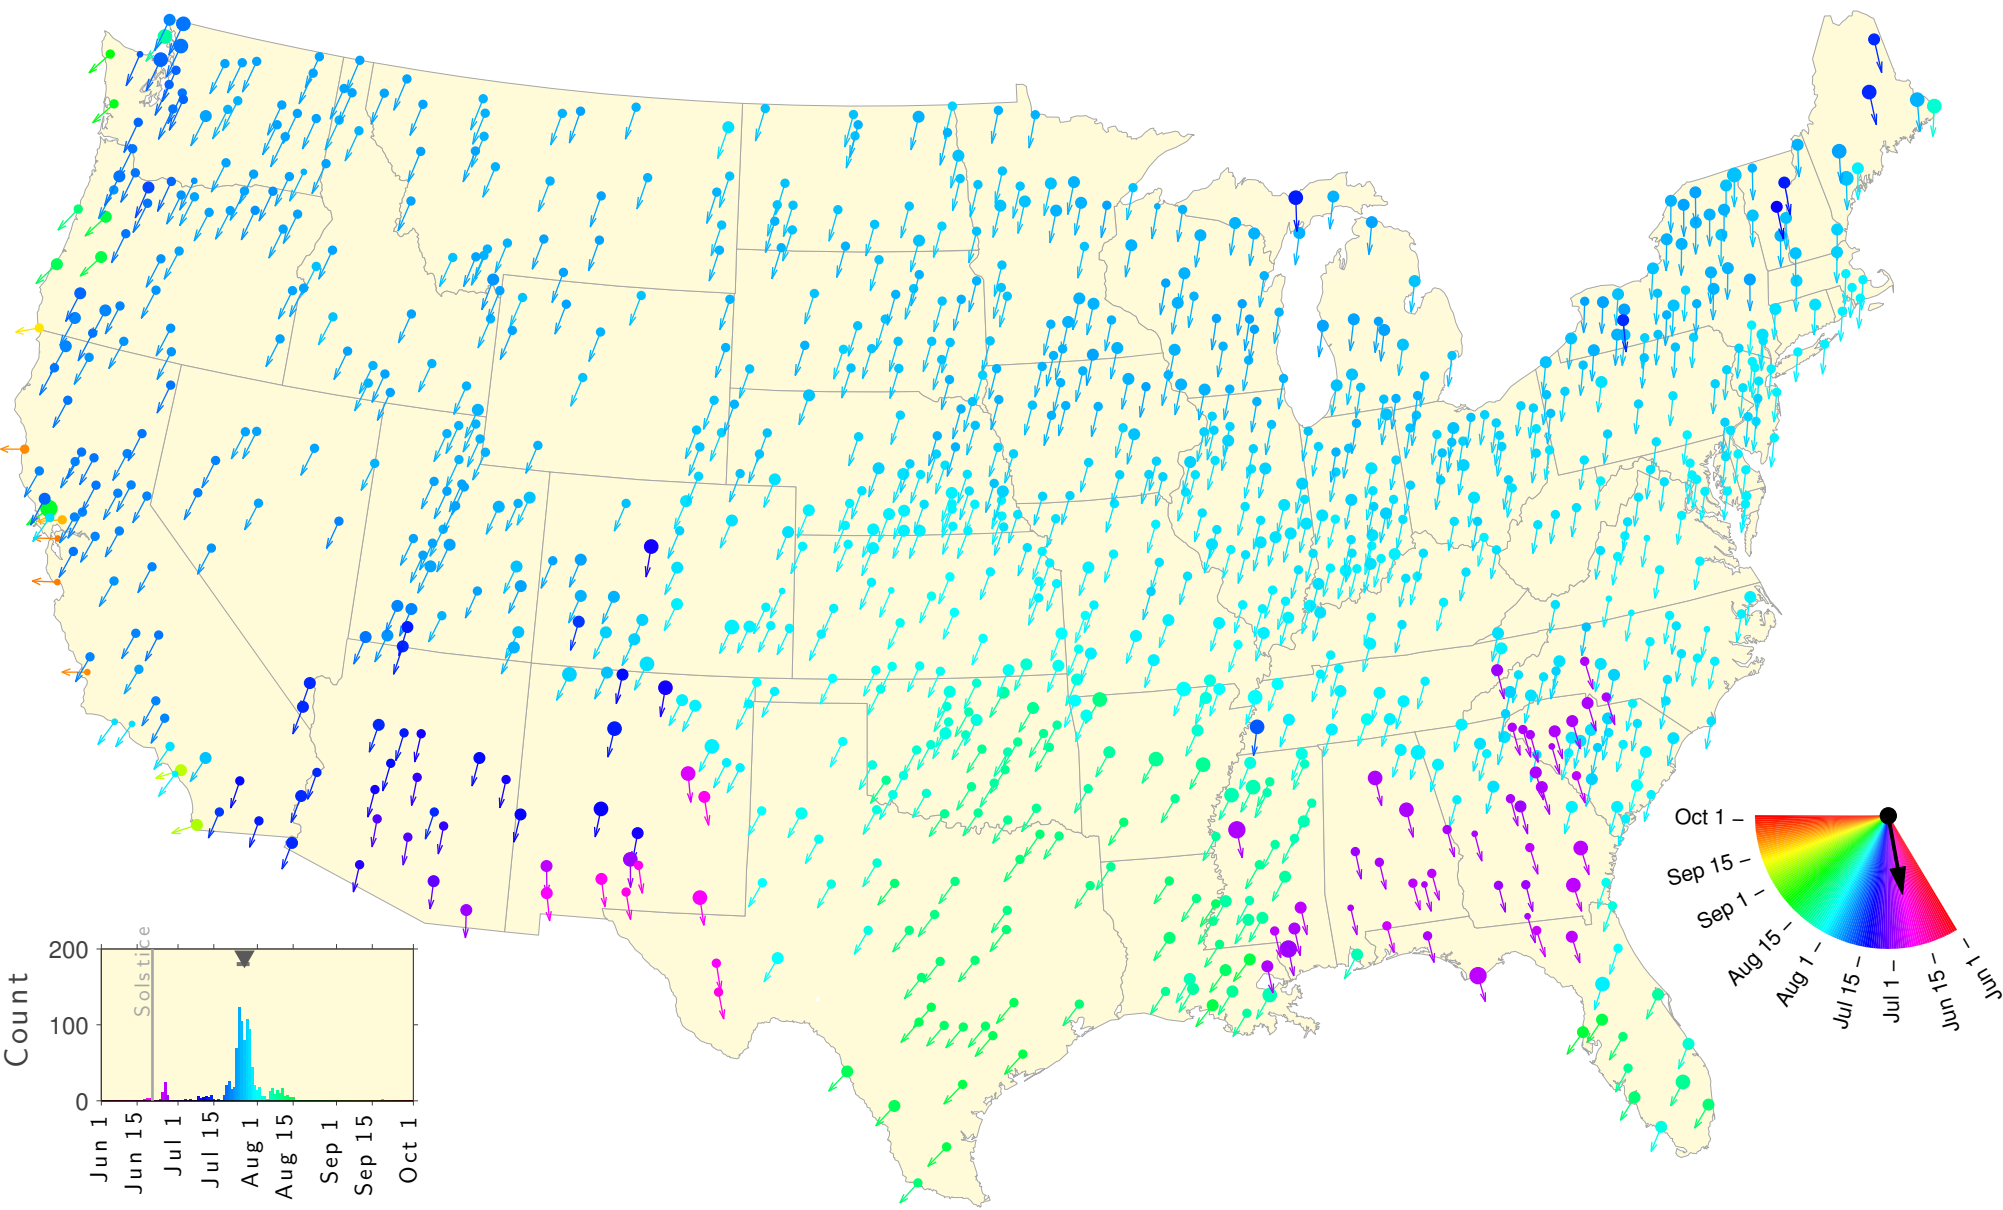 Solstice
200
100
0
Count
Jun 1
Jun 15
Jul 1
Jul 15
Aug 1
Aug 15
Sep 1
Sep 15
Oct 1
Oct 1 –
Sep 15 –
Sep 1 –
Aug 15 –
Aug 1 –
Jul 15 –
Jul 1 –
Jun 15 –
Jun 1 –